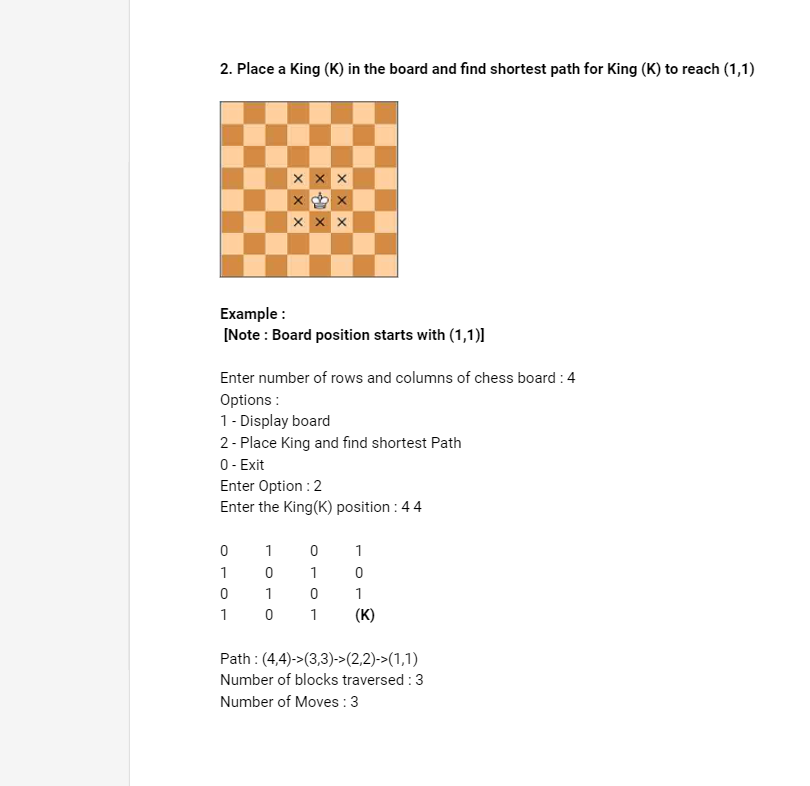 2. Place a King (K) in the board and find shortest path for King (K) to reach (1,1)
× × ×
× ×
× × ×
Example :
[Note : Board position starts with (1,1)]
Enter number of rows and columns of chess board : 4
Options :
1 - Display board
2 - Place King and find shortest Path
0 - Exit
Enter Option : 2
Enter the King(K) position : 4 4
0 1 0 1
1 0 1 0
0 1 0 1
1 0 1 (K)
Path : (4,4)->(3,3)->(2,2)->(1,1)
Number of blocks traversed : 3
Number of Moves : 3